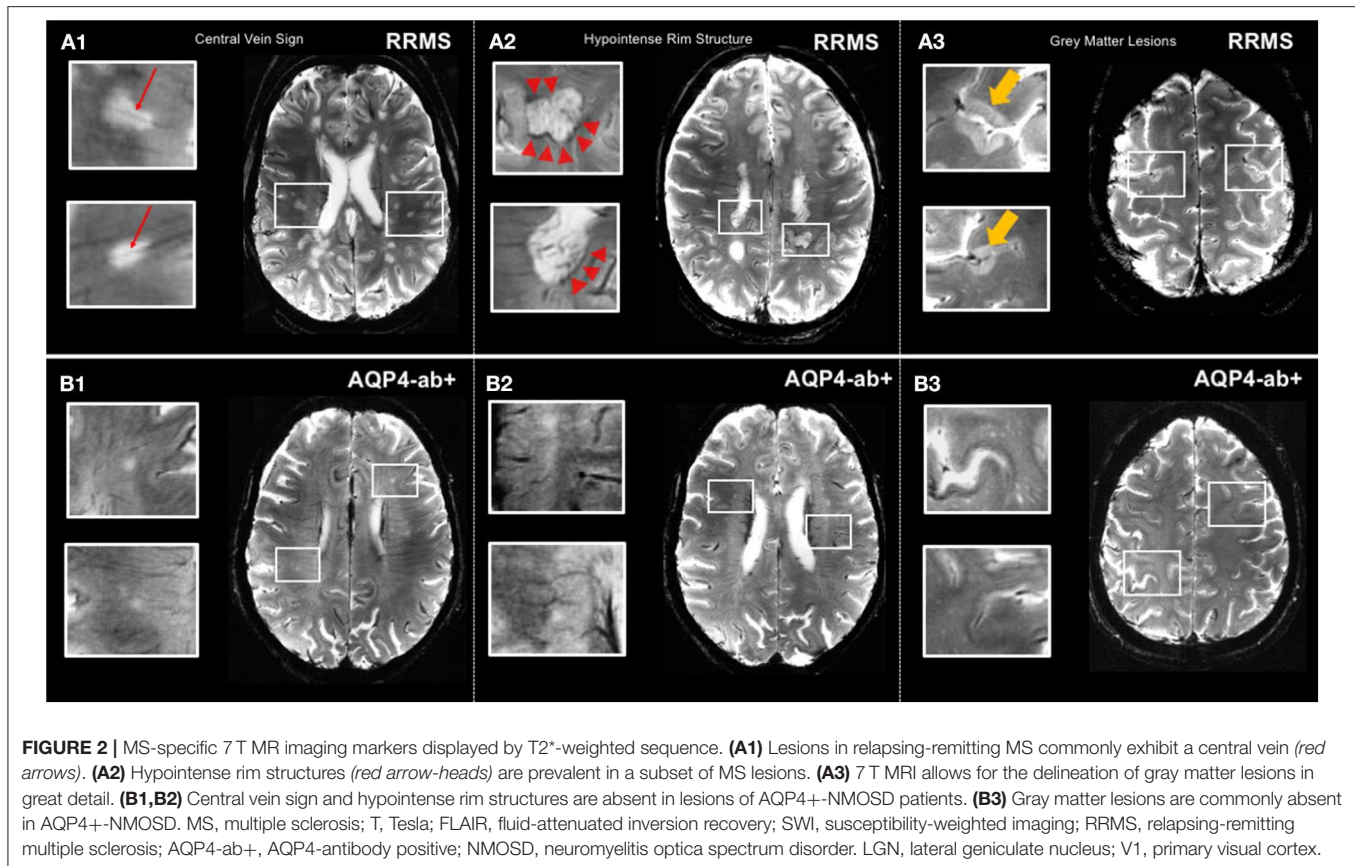 A1 Central Vein Sign RRMS
A2 Hypointense Rim Structure RRMS
A3 Grey Matter Lesions RRMS
B1 AQP4-ab+
B2 AQP4-ab+
B3 AQP4-ab+
FIGURE 2 | MS-specific 7 T MR imaging markers displayed by T2*-weighted sequence. (A1) Lesions in relapsing-remitting MS commonly exhibit a central vein (red
arrows). (A2) Hypointense rim structures (red arrow-heads) are prevalent in a subset of MS lesions. (A3) 7 T MRI allows for the delineation of gray matter lesions in
great detail. (B1,B2) Central vein sign and hypointense rim structures are absent in lesions of AQP4+-NMOSD patients. (B3) Gray matter lesions are commonly absent
in AQP4+-NMOSD. MS, multiple sclerosis; T, Tesla; FLAIR, fluid-attenuated inversion recovery; SWI, susceptibility-weighted imaging; RRMS, relapsing-remitting
multiple sclerosis; AQP4-ab+, AQP4-antibody positive; NMOSD, neuromyelitis optica spectrum disorder. LGN, lateral geniculate nucleus; V1, primary visual cortex.